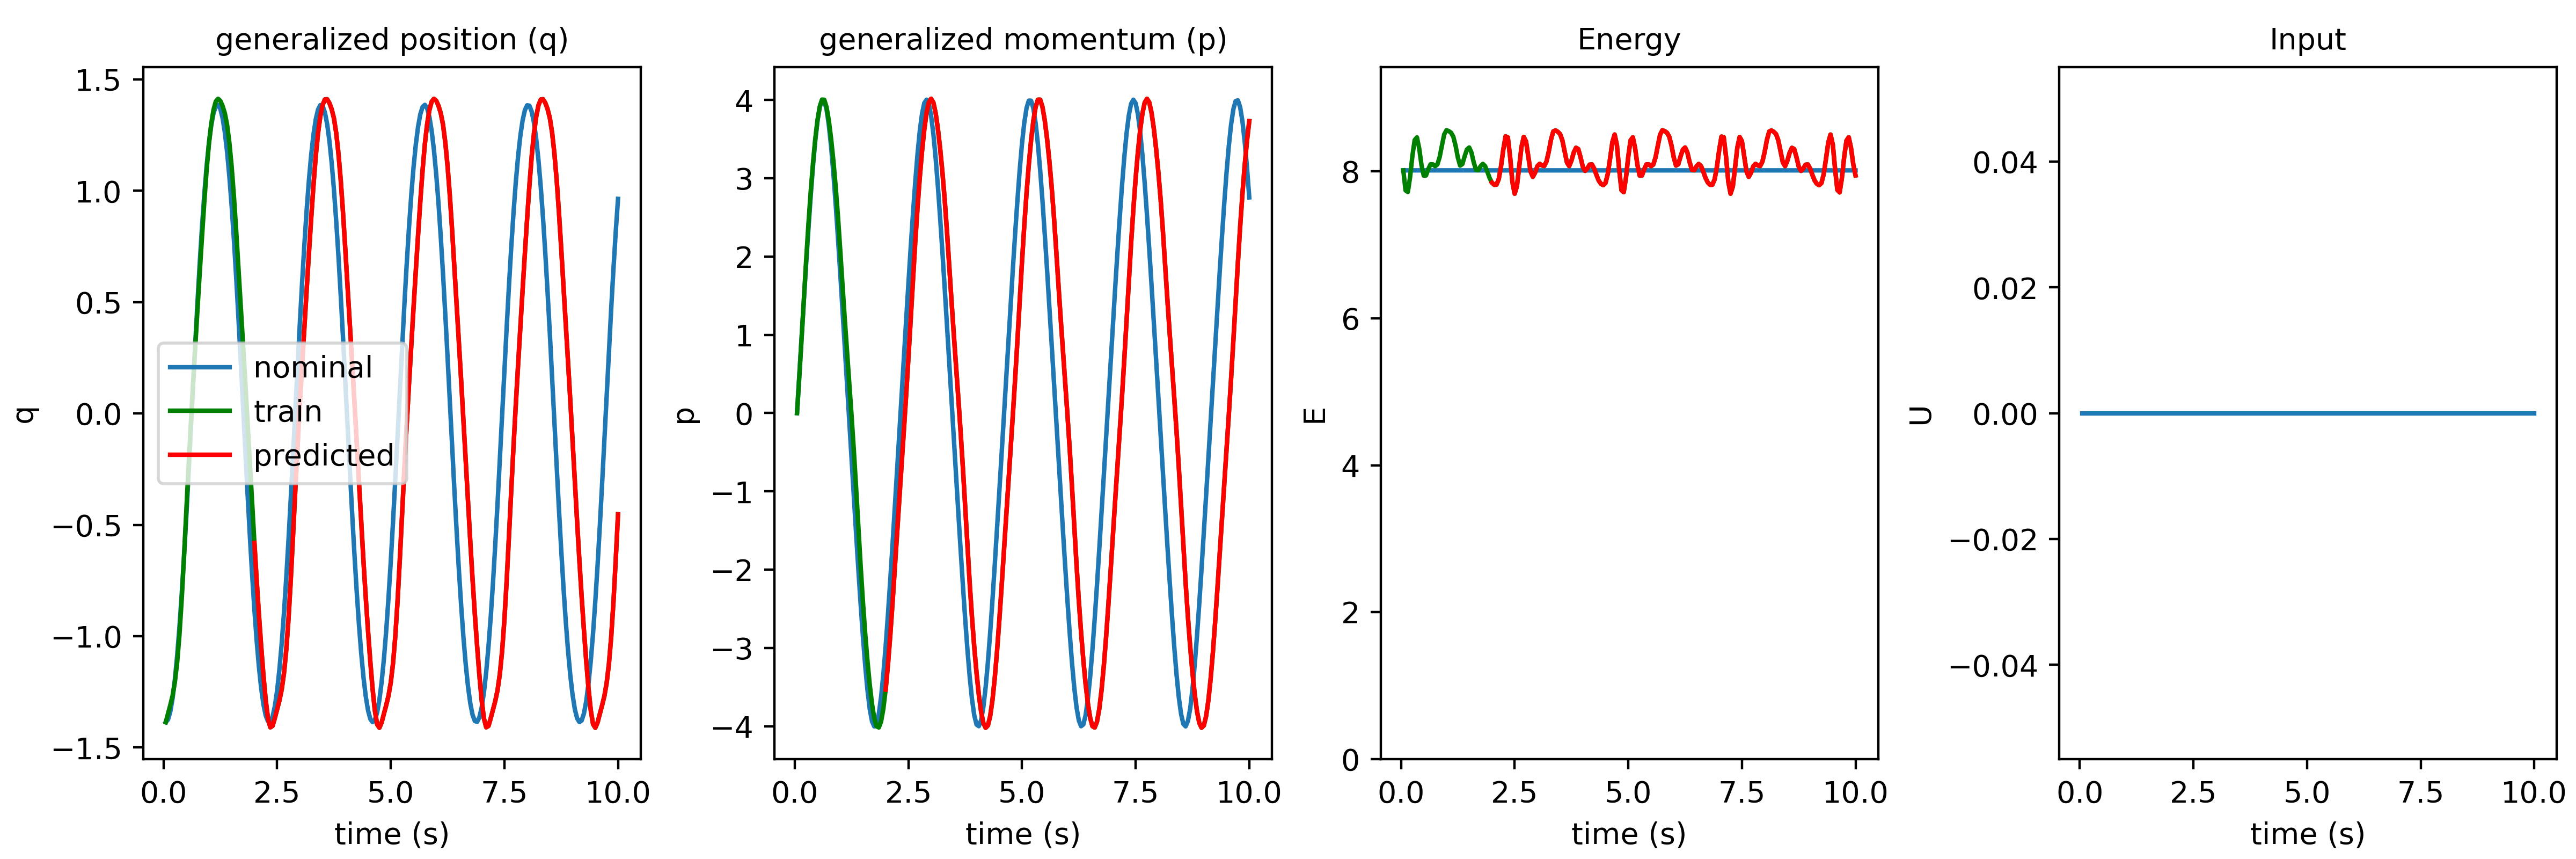 generalized position (q)
1.5
1.0
0.5
0.0
−0.5
−1.0
−1.5
q
nominal
train
predicted
0.0 2.5 5.0 7.5 10.0
time (s)
generalized momentum (p)
4
3
2
1
0
−1
−2
−3
−4
p
0.0 2.5 5.0 7.5 10.0
time (s)
Energy
8
6
4
2
0
E
0.0 2.5 5.0 7.5 10.0
time (s)
Input
0.04
0.02
0.00
−0.02
−0.04
U
0.0 2.5 5.0 7.5 10.0
time (s)